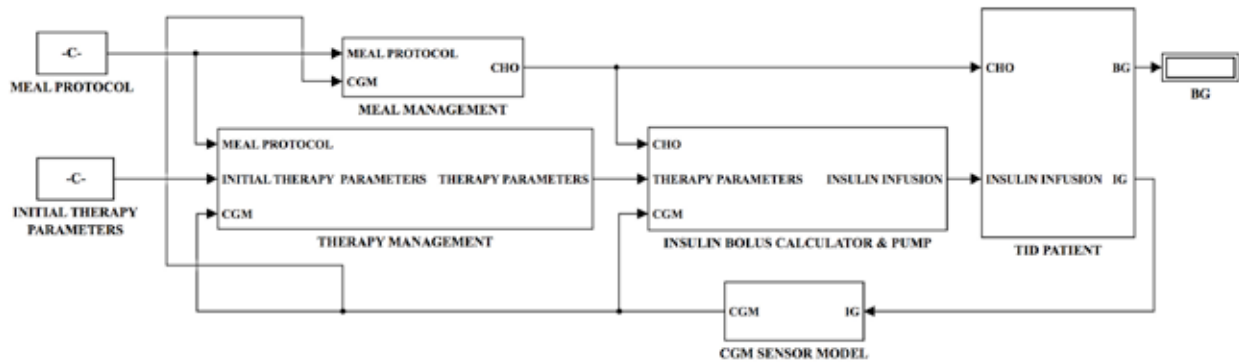 -C-
MEAL PROTOCOL
MEAL PROTOCOL
CGM
CHO
MEAL MANAGEMENT
CHO
BG
BG
MEAL PROTOCOL
-C-
INITIAL THERAPY
PARAMETERS
INITIAL THERAPY PARAMETERS
THERAPY PARAMETERS
CGM
THERAPY MANAGEMENT
CHO
THERAPY PARAMETERS
INSULIN INFUSION
CGM
INSULIN BOLUS CALCULATOR & PUMP
INSULIN INFUSION
IG
TID PATIENT
CGM
IG
CGM SENSOR MODEL